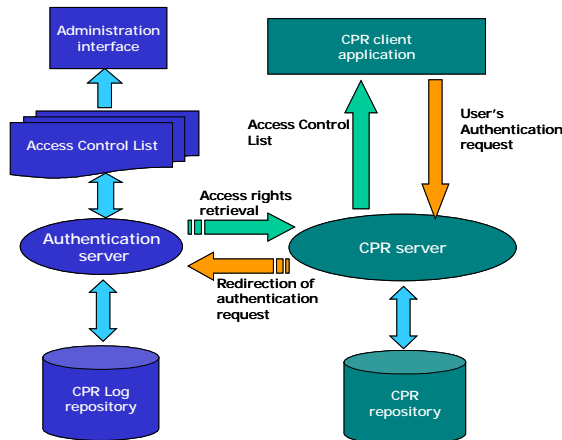 Administration
interface
CPR client
application
Access Control List
Access Control
List
User's
Authentication
request
Access rights
retrieval
Authentication
server
CPR server
Redirection of
authentication
request
CPR Log
repository
CPR
repository